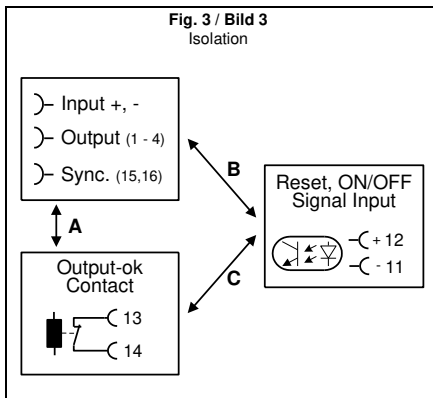 Fig. 3 / Bild 3
Isolation
Input +, -
Output (1 - 4)
Sync. (15,16)
A
B
C
Output-ok
Contact
13
14
Reset, ON/OFF
Signal Input
+ 12
- 11